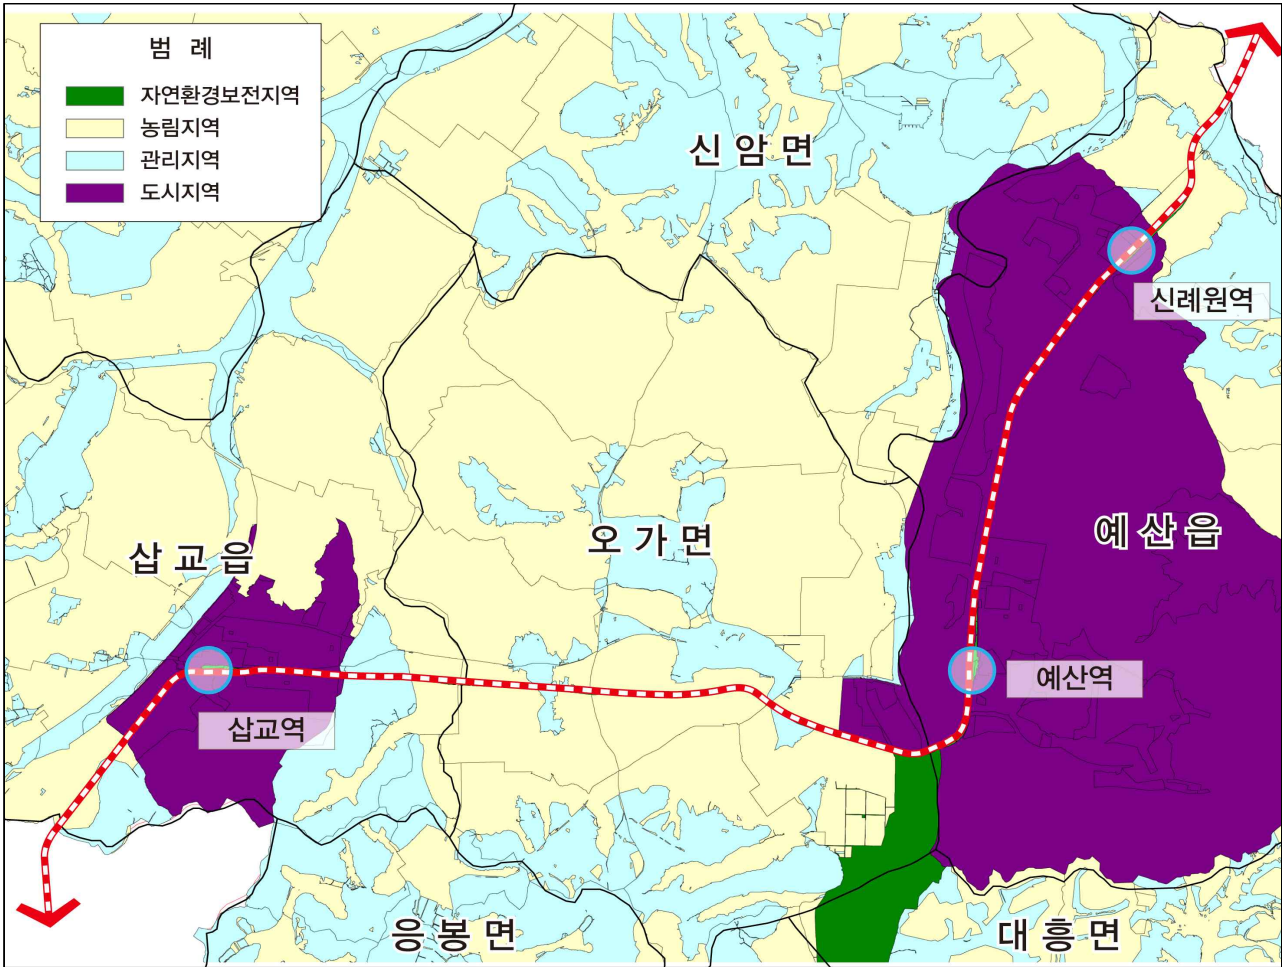 범 례
자연환경보전지역
농림지역
관리지역
도시지역
신암면
신례원역
예산읍
오가면
삽교읍
예산역
삽교역
응봉면
대흥면